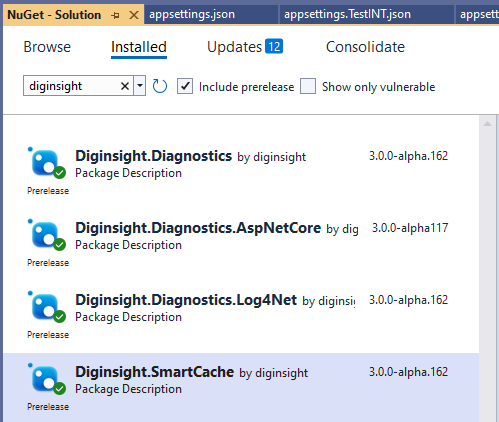 NuGet - Solution
appsettings.json
appsettings.TestINT.json
appsett
Browse
Installed
Updates 12
Consolidate
diginsight
Include prerelease
Show only vulnerable
Diginsight.Diagnostics by diginsight
3.0.0-alpha.162
Package Description
Prerelease
Diginsight.Diagnostics.AspNetCore by dig
3.0.0-alpha117
Package Description
Prerelease
Diginsight.Diagnostics.Log4Net by diginsig
3.0.0-alpha.162
Package Description
Prerelease
Diginsight.SmartCache by diginsight
3.0.0-alpha.162
Package Description
Prerelease